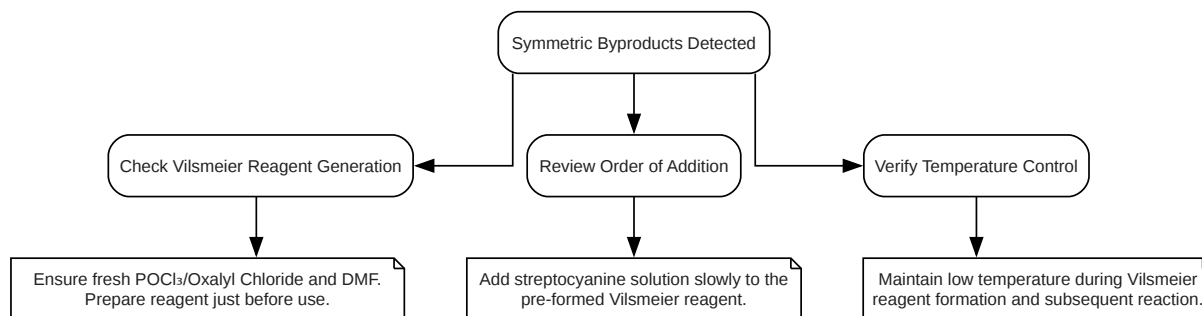 Symmetric Byproducts Detected
Check Vilsmeier Reagent Generation
Review Order of Addition
Verify Temperature Control
Ensure fresh POCl₃/Oxalyl Chloride and DMF.
Prepare reagent just before use.
Add streptocyanine solution slowly to the
pre-formed Vilsmeier reagent.
Maintain low temperature during Vilsmeier
reagent formation and subsequent reaction.